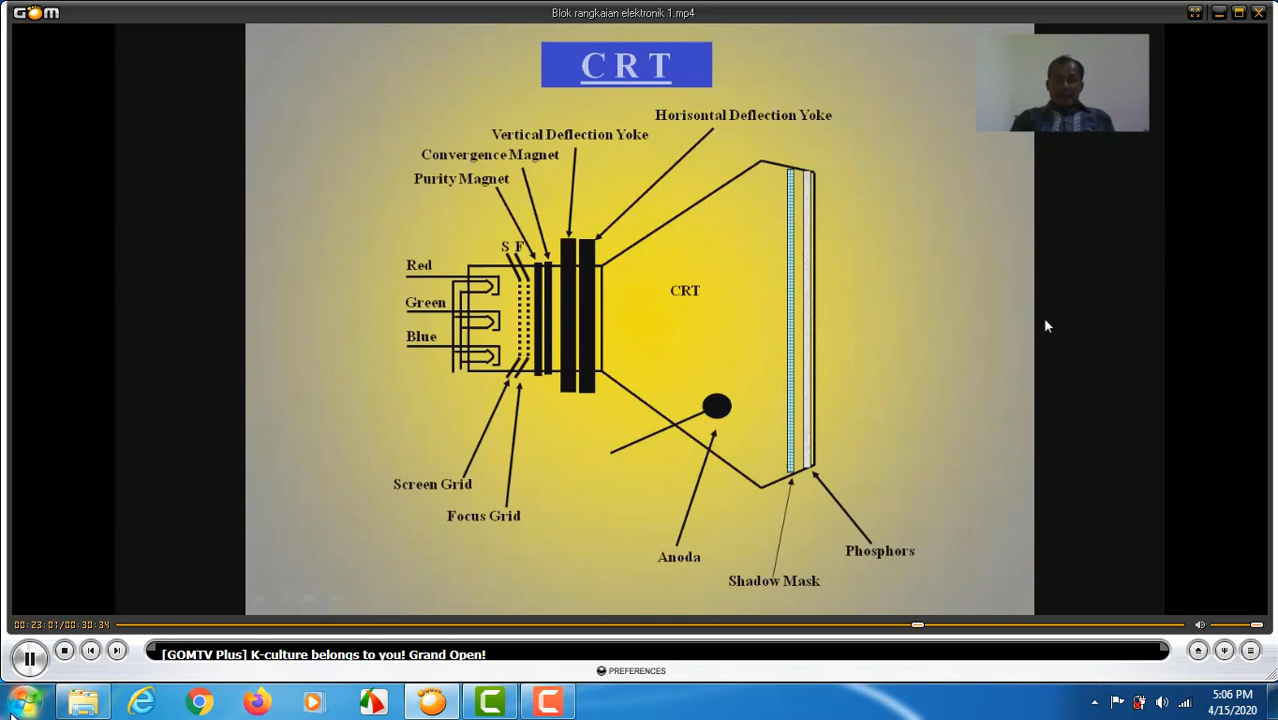 GOM
Blok rangkaian elektronik 1.mp4
C R T
Horisontal Deflection Yoke
Vertical Deflection Yoke
Convergence Magnet
Purity Magnet
S F
Red
Green
Blue
CRT
Screen Grid
Focus Grid
Anoda
Phosphors
Shadow Mask
00:23:01/00:30:34
[GOMTV Plus] K-culture belongs to you! Grand Open!
PREFERENCES
5:06 PM
4/15/2020